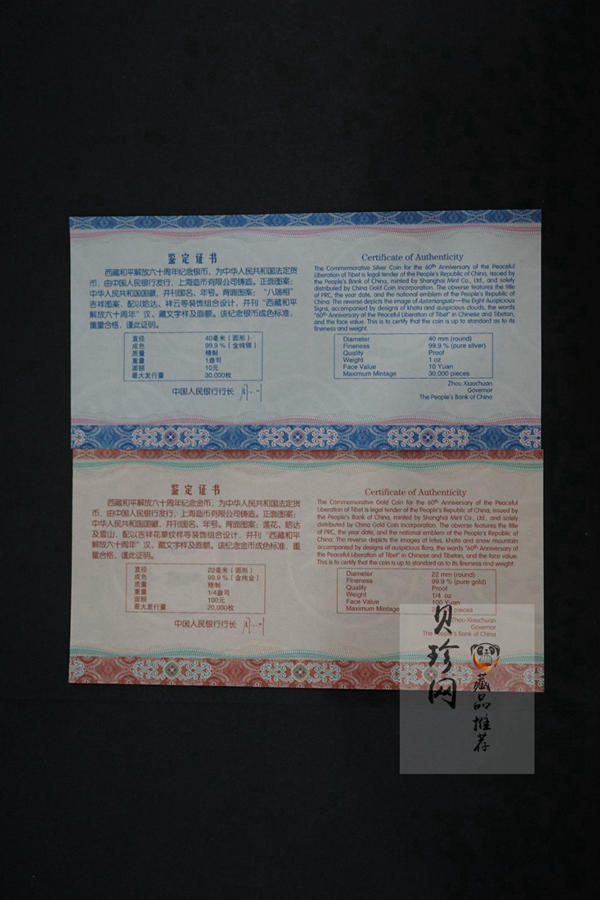 鉴定证书
西藏和平解放六十周年纪念银币，为中华人民共和国法定货
币，由中国人民银行发行，上海造币有限公司铸造。正面图案：
中华人民共和国国徽，并刊国名、年号。背面图案：“八瑞相”
吉祥图案，配以哈达、祥云等装饰组合设计，并刊“西藏和平
解放六十周年”汉、藏文字样及面额。该纪念银币成色标准，
重量合格，谨此证明。
直径 40毫米（圆形）
成色 99.9％（含纯银）
质量 精制
重量 1盎司
面额 10元
最大发行量 30,000枚
中国人民银行行长
Certificate of Authenticity
The Commemorative Silver Coin for the 60th Anniversary of the Peaceful
Liberation of Tibet is legal tender of the People's Republic of China, issued by
the People's Bank of China, minted by Shanghai Mint Co., Ltd., and solely
distributed by China Gold Coin Incorporation. The obverse features the title
of PRC, the year date, and the national emblem of the People's Republic of
China. The reverse depicts the images of Astamangala—the Eight Auspicious
Signs, accompanied by designs of khata and auspicious clouds, the words
"60th Anniversary of the Peaceful Liberation of Tibet" in Chinese and Tibetan,
and the face value. This is to certify that the coin is up to standard as to its
fineness and weight.
Diameter 40 mm (round)
Fineness 99.9 % (pure silver)
Quality Proof
Weight 1 oz
Face Value 10 Yuan
Maximum Mintage 30,000 pieces
Zhou Xiaochuan
Governor
The People's Bank of China
鉴定证书
西藏和平解放六十周年纪念金币，为中华人民共和国法定货
币，由中国人民银行发行，上海造币有限公司铸造。正面图案：
中华人民共和国国徽，并刊国名、年号。背面图案：莲花、哈达
及雪山，配以吉祥花草纹样等装饰组合设计，并刊“西藏和平
解放六十周年”汉、藏文字样及面额。该纪念金币成色标准，重
量合格，谨此证明。
直径 22毫米（圆形）
成色 99.9％（含纯金）
质量 精制
重量 1/4盎司
面额 100元
最大发行量 20,000枚
中国人民银行行长
Certificate of Authenticity
The Commemorative Gold Coin for the 60th Anniversary of the Peaceful
Liberation of Tibet is legal tender of the People's Republic of China, issued by
the People's Bank of China, minted by Shanghai Mint Co., Ltd., and solely
distributed by China Gold Coin Incorporation. The obverse features the title
of PRC, the year date, and the national emblem of the People's Republic of
China. The reverse depicts the images of lotus, khata and snow mountain
accompanied by designs of auspicious flora, the words "60th Anniversary of
the Peaceful Liberation of Tibet" in Chinese and Tibetan, and the face value.
This is to certify that the coin is up to standard as to its fineness and weight.
Diameter 22 mm (round)
Fineness 99.9 % (pure gold)
Quality Proof
Weight 1/4 oz
Face Value 100 Yuan
Maximum Mintage
Zhou Xiaochuan
Governor
The People's Bank of China
贝珍网
藏品推荐